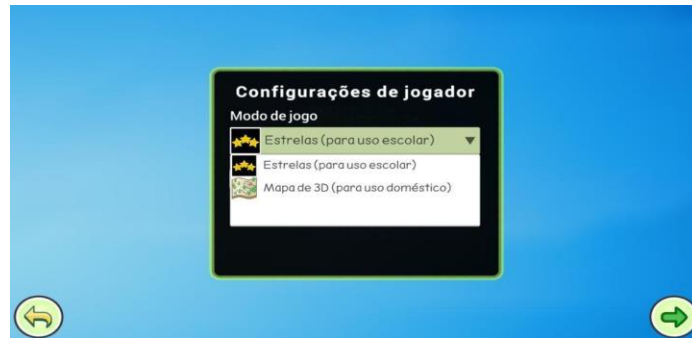 Configurações de jogador
Modo de jogo
Estrelas (para uso escolar)
Estrelas (para uso escolar)
Mapa de 3D (para uso doméstico)